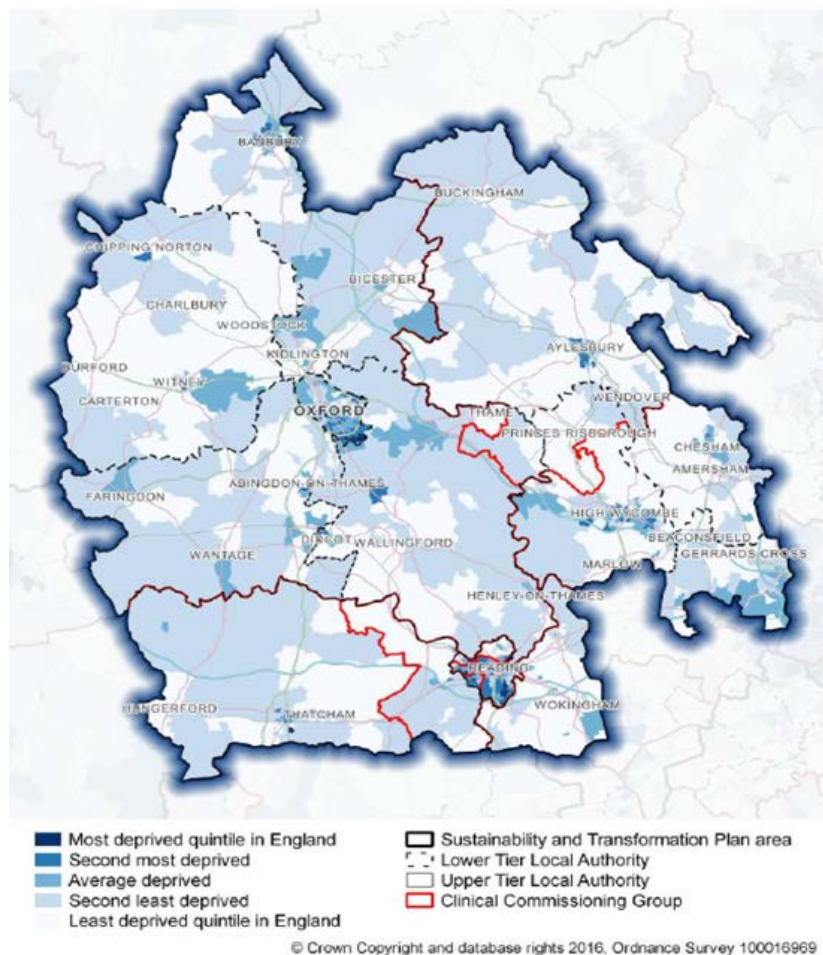 BANBURY
BUCKINGHAM
CHIPPING NORTON
BICESTER
CHARLBURY
WOODSTOCK
AYLESBURY
KIDLINGTON
BURFORD
WITNEY
WENDOVER
CARTERTON
OXFORD
THAME
PRINCES RISBOROUGH
CHESHAM
AMERSHAM
ABINGDON-ON-THAMES
FARINGDON
HIGH WYCOMBE
DIDCOT
BEACONSFIELD
WALLINGFORD
GERRARDS CROSS
WANTAGE
MARLOW
HENLEY-ON-THAMES
READING
HUNGERFORD
WOKINGHAM
THATCHAM
Most deprived quintile in England
Second most deprived
Average deprived
Second least deprived
Least deprived quintile in England
Sustainability and Transformation Plan area
Lower Tier Local Authority
Upper Tier Local Authority
Clinical Commissioning Group
© Crown Copyright and database rights 2016, Ordnance Survey 100016969